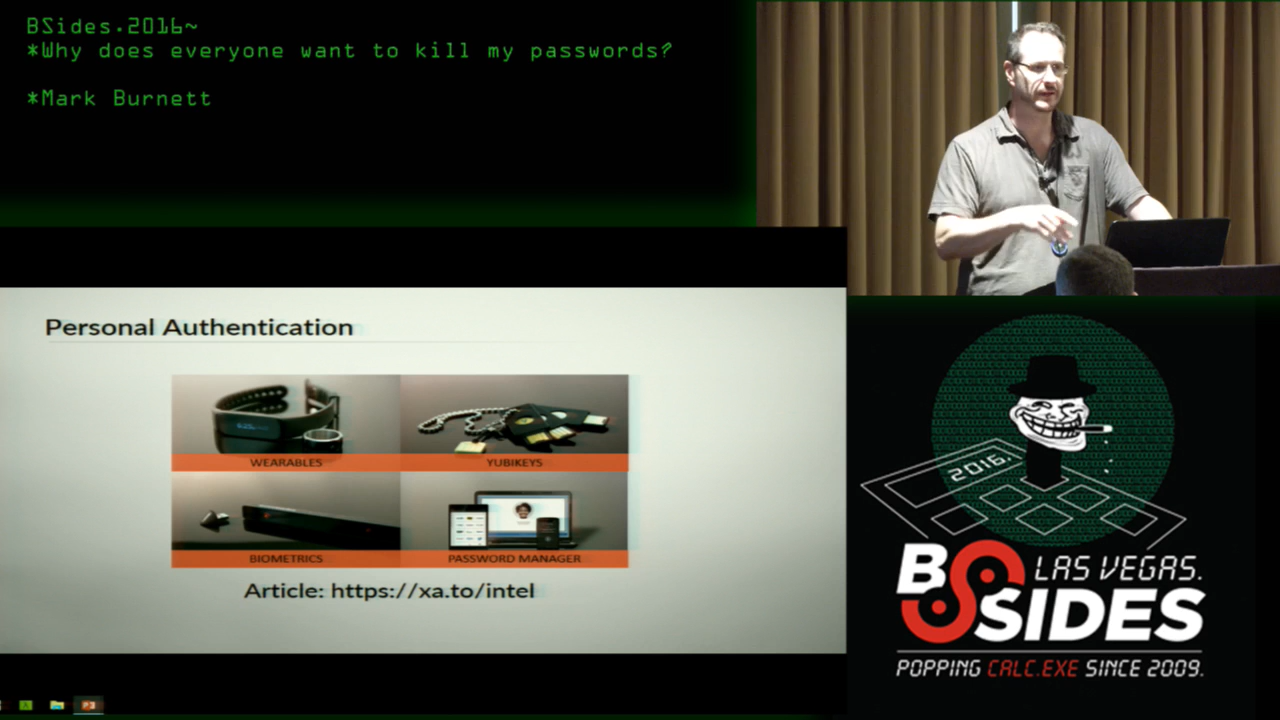 BSides.2016~
*Why does everyone want to kill my passwords?
*Mark Burnett
Personal Authentication
WEARABLES
YUBIKEYS
BIOMETRICS
PASSWORD MANAGER
Article: https://xa.to/intel
2016.
BSIDES
LAS VEGAS.
POPPING CALC.EXE SINCE 2009.